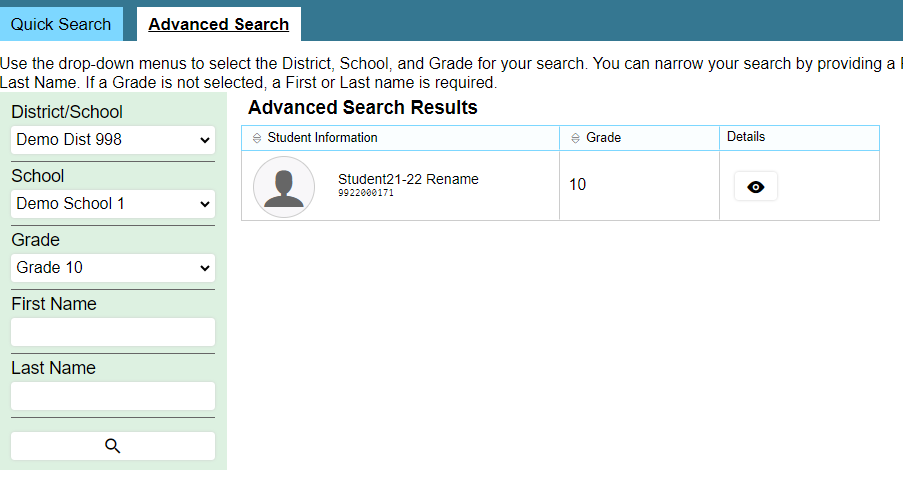 Quick Search
Advanced Search
Use the drop-down menus to select the District, School, and Grade for your search. You can narrow your search by providing a
Last Name. If a Grade is not selected, a First or Last name is required.
District/School
Demo Dist 998
School
Demo School 1
Grade
Grade 10
First Name
Last Name
Advanced Search Results
Student Information
Grade
Details
Student21-22 Rename
9922000171
10